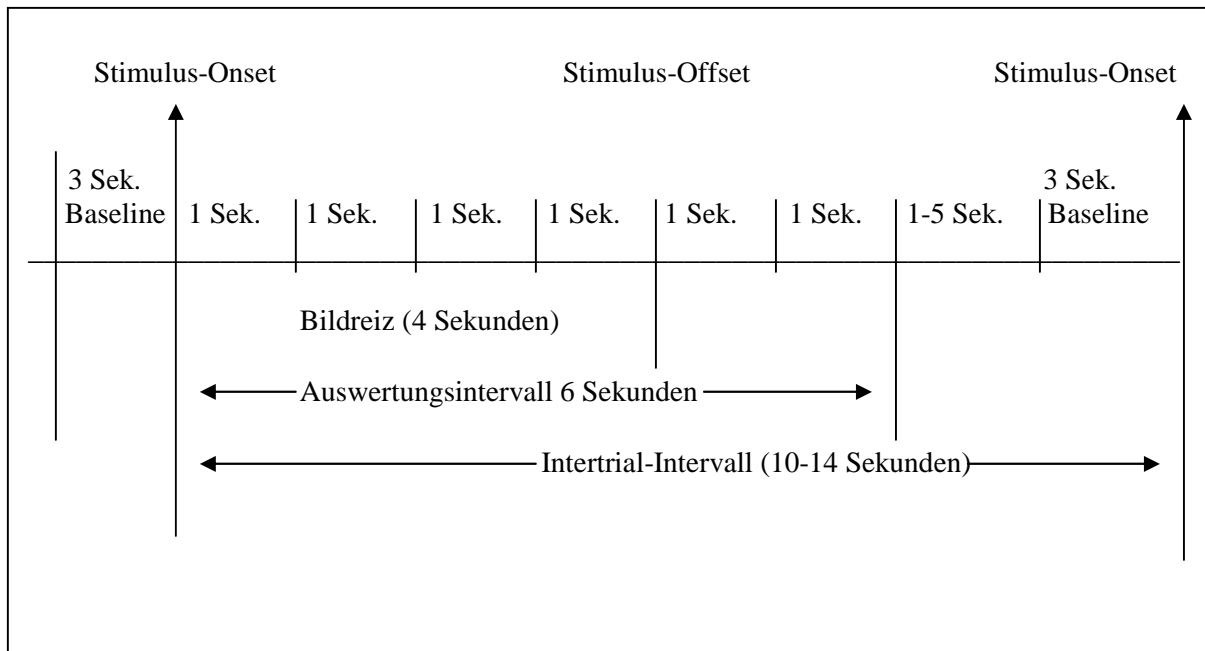 Stimulus-Onset Stimulus-Offset Stimulus-Onset
3 Sek. 3 Sek.
Baseline 1 Sek. 1 Sek. 1 Sek. 1 Sek. 1 Sek. 1 Sek. 1-5 Sek. Baseline
Bildreiz (4 Sekunden)
Auswertungsintervall 6 Sekunden
Intertrial-Intervall (10-14 Sekunden)